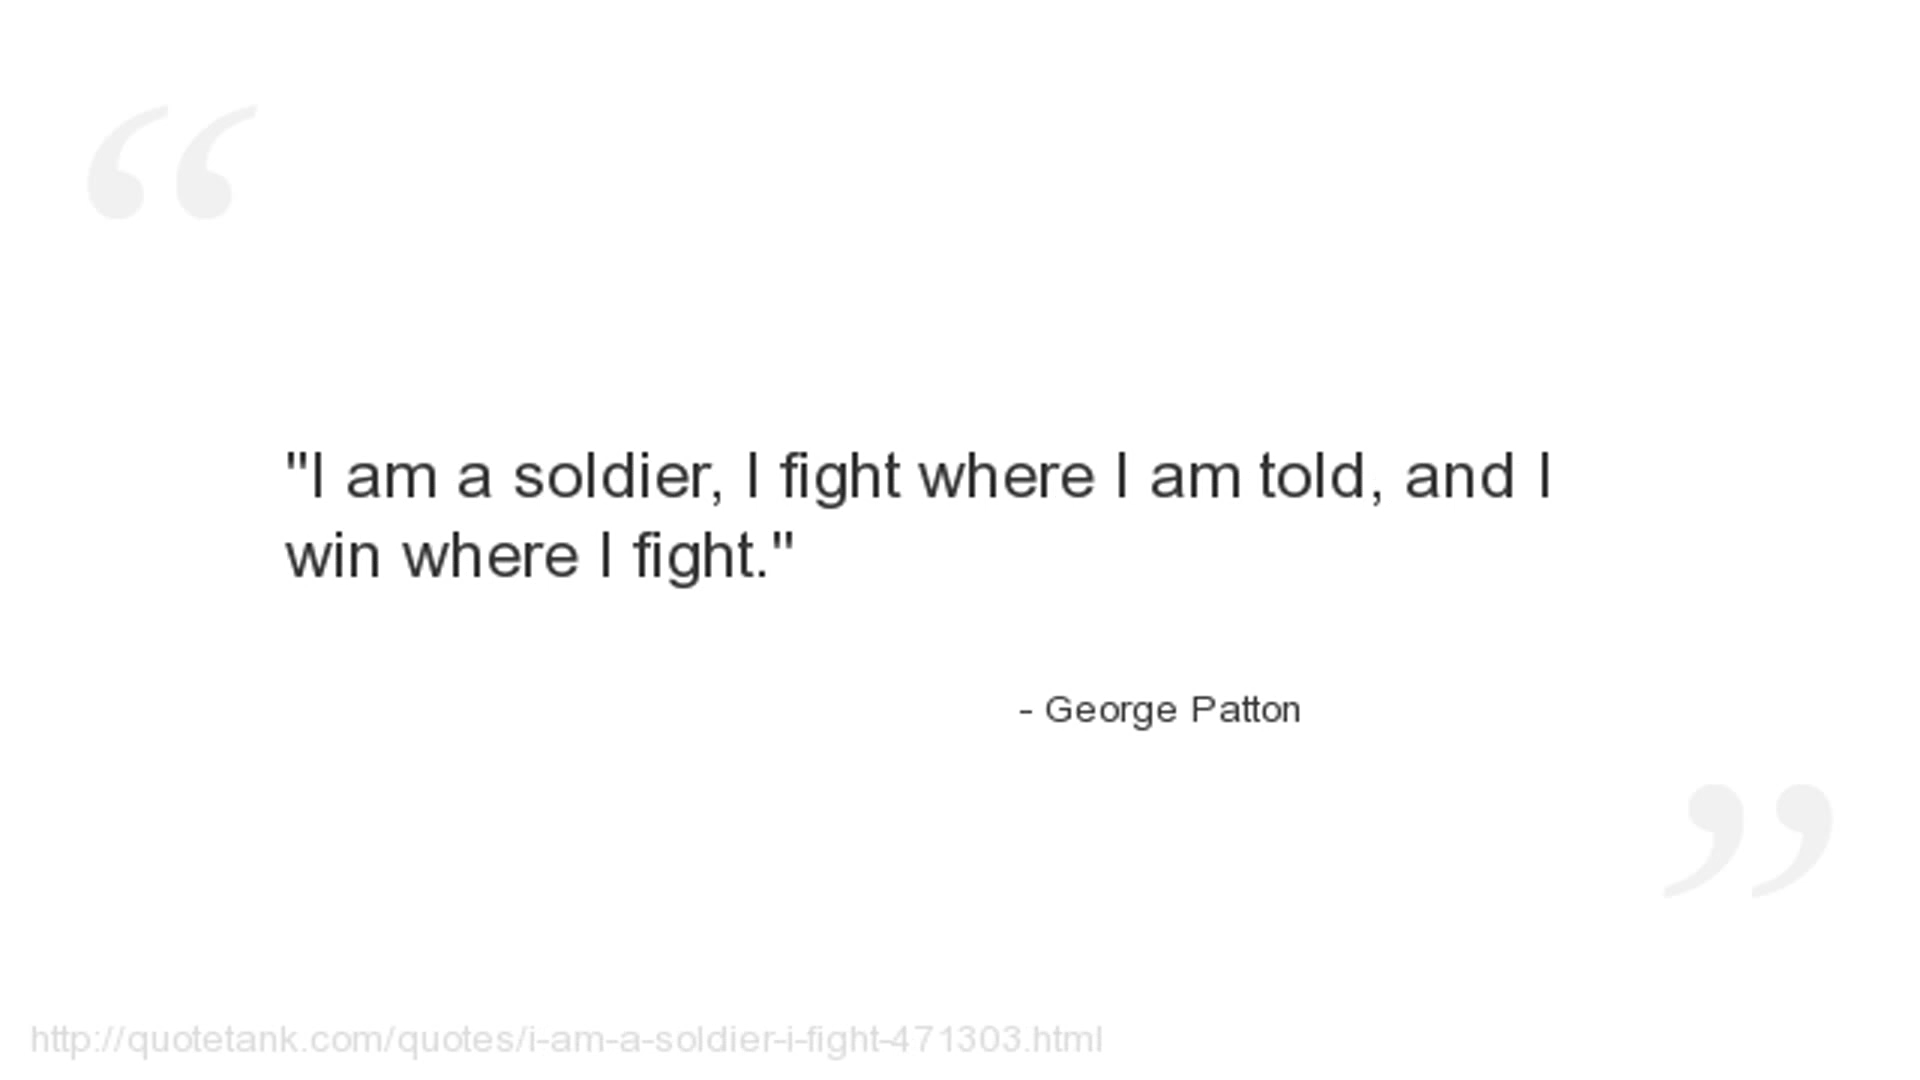 "I am a soldier, I fight where I am told, and I
win where I fight."
- George Patton
http://quotetank.com/quotes/i-am-a-soldier-i-fight-471303.html